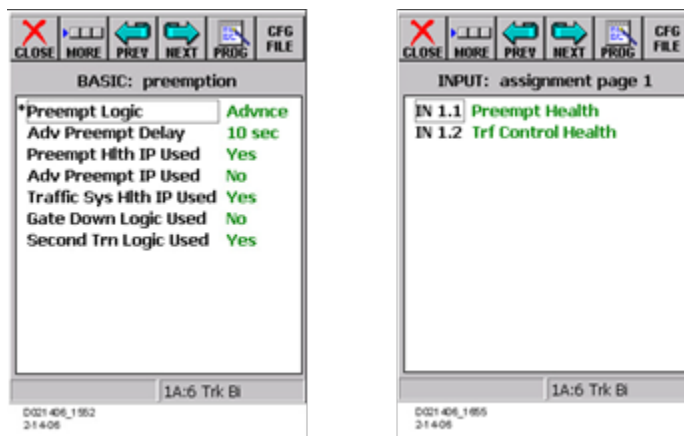 CLOSE MORE PREV NEXT PROG CFG FILE
BASIC: preemption
*Preempt Logic Advnce
Adv Preempt Delay 10 sec
Preempt Hlth IP Used Yes
Adv Preempt IP Used No
Traffic Sys Hlth IP Used Yes
Gate Down Logic Used No
Second Trn Logic Used Yes
1A:6 Trk Bi
D021406_1552
2-14-06
CLOSE MORE PREV NEXT PROG CFG FILE
INPUT: assignment page 1
IN 1.1 Preempt Health
IN 1.2 Trf Control Health
1A:6 Trk Bi
D021406_1655
2-14-06